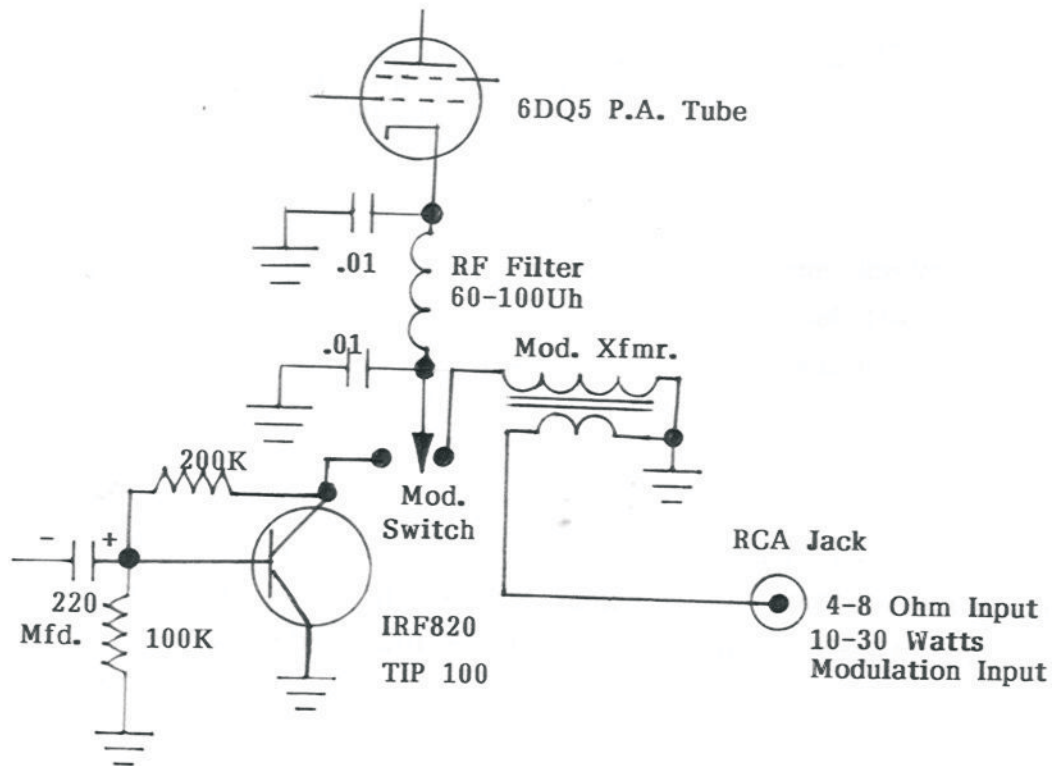 6DQ5 P.A. Tube
.01
RF Filter
60-100Uh
.01
Mod. Xfmr.
200K
Mod.
Switch
- +
RCA Jack
220
Mfd.
100K
IRF820
TIP 100
4-8 Ohm Input
10-30 Watts
Modulation Input